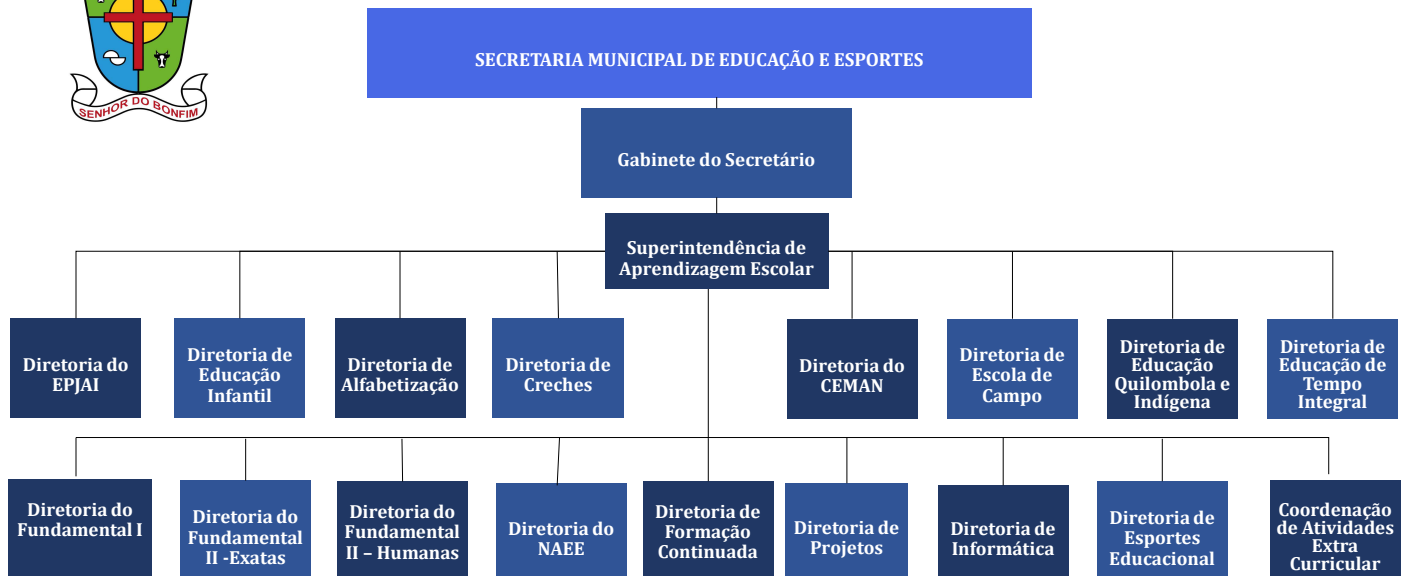 SENHOR DO BONFIM
SECRETARIA MUNICIPAL DE EDUCAÇÃO E ESPORTES
Gabinete do Secretário
Superintendência de
Aprendizagem Escolar
Diretoria do
EPJAI
Diretoria de
Educação
Infantil
Diretoria de
Alfabetização
Diretoria de
Creches
Diretoria do
CEMAN
Diretoria de
Escola de
Campo
Diretoria de
Educação
Quilombola e
Indígena
Diretoria de
Educação de
Tempo
Integral
Diretoria do
Fundamental I
Diretoria do
Fundamental
II -Exatas
Diretoria do
Fundamental
II – Humanas
Diretoria do
NAEE
Diretoria de
Formação
Continuada
Diretoria de
Projetos
Diretoria de
Informática
Diretoria de
Esportes
Educacional
Coordenação
de Atividades
Extra
Curricular